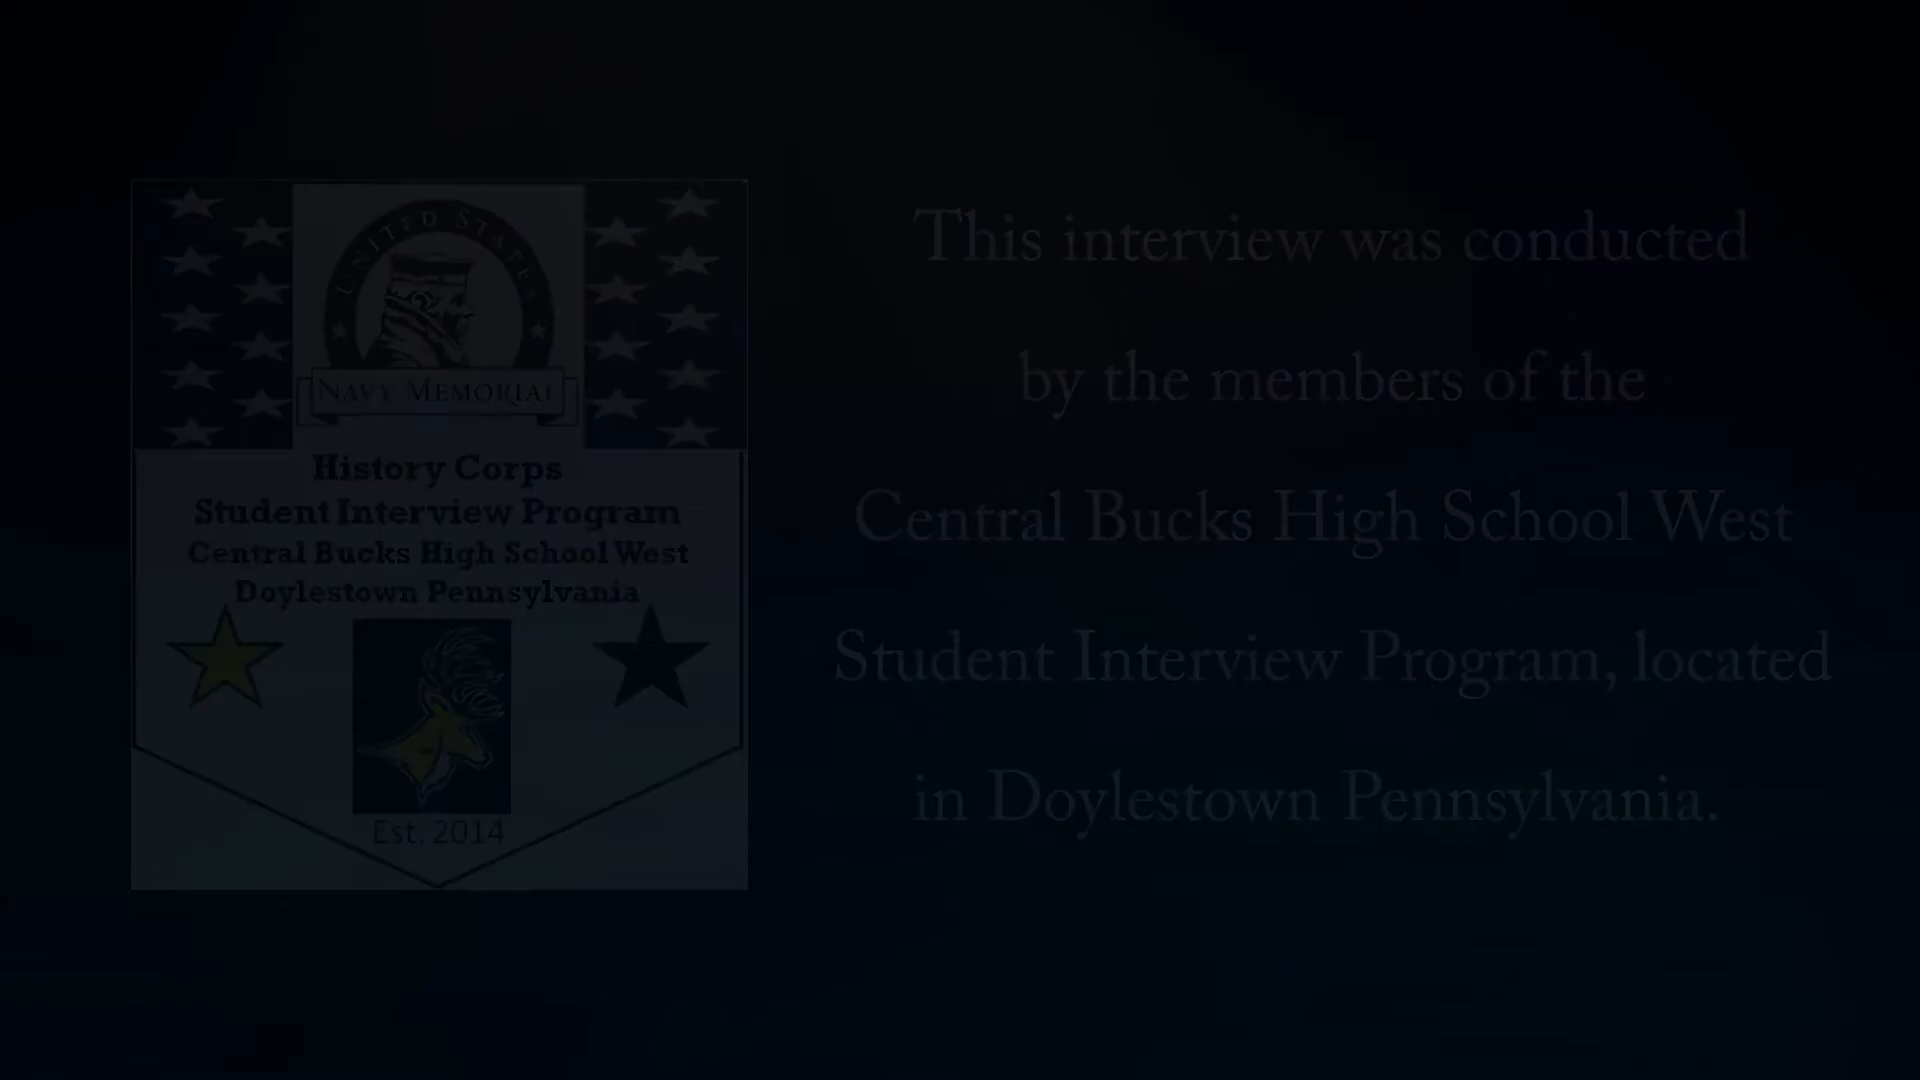 UNITED STATES
NAVY MEMORIAL
History Corps
Student Interview Program
Central Bucks High School West
Doylestown Pennsylvania
Est. 2014
This interview was conducted
by the members of the
Central Bucks High School West
Student Interview Program, located
in Doylestown Pennsylvania.